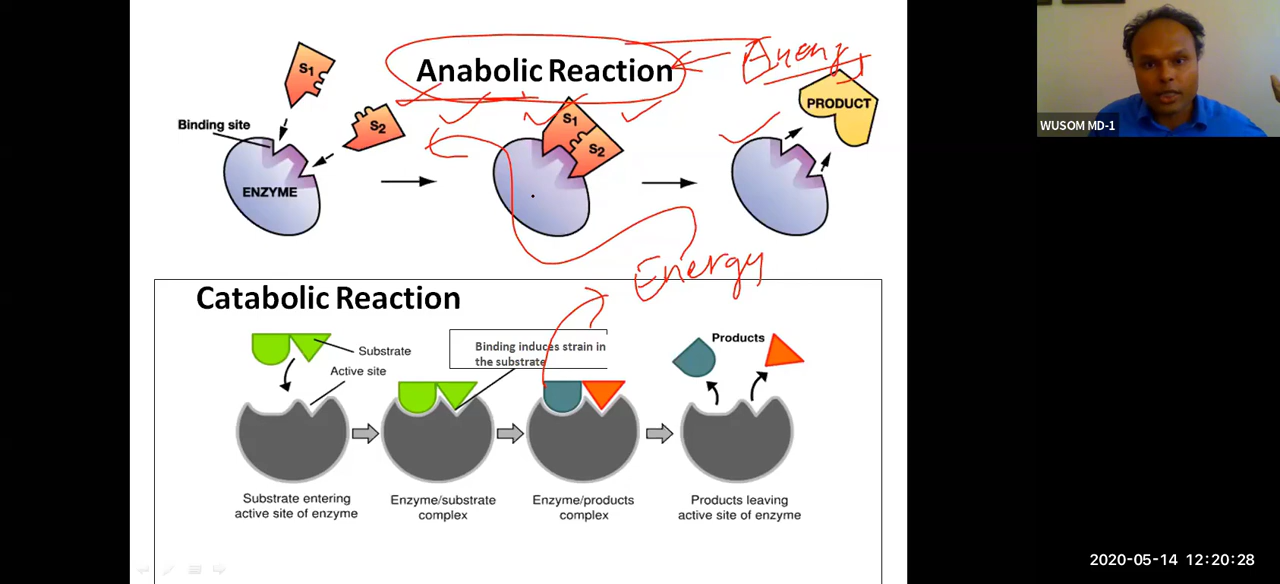 Anabolic Reaction
S1
S2
Binding site
ENZYME
S1
S2
PRODUCT
Energy
Catabolic Reaction
Substrate
Active site
Binding induces strain in
the substrate
Products
Substrate entering
active site of enzyme
Enzyme/substrate
complex
Enzyme/products
complex
Products leaving
active site of enzyme
WUSOM MD-1
2020-05-14 12:20:28